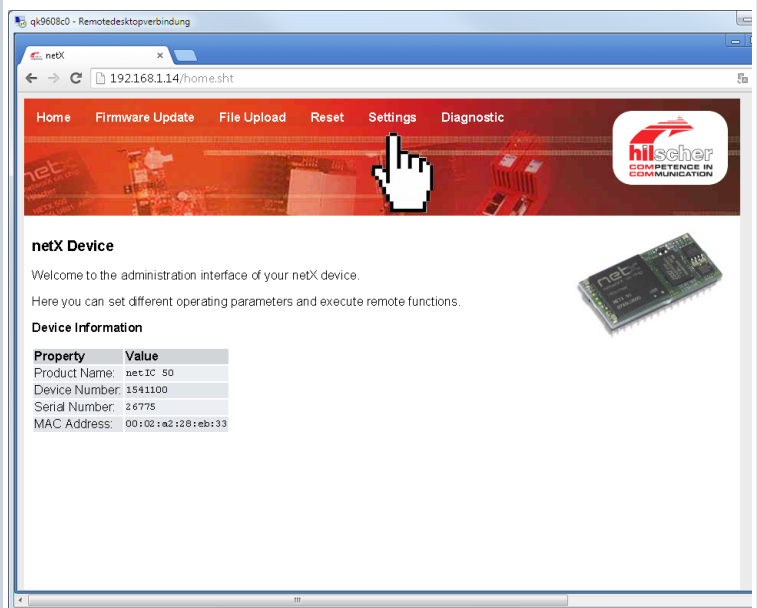 qk9608c0 - Remotedesktopverbindung
netX
192.168.1.14/home.sht
Home Firmware Update File Upload Reset Settings Diagnostic
hilscher
COMPETENCE IN
COMMUNICATION
netX Device
Welcome to the administration interface of your netX device.
Here you can set different operating parameters and execute remote functions.
Device Information
Property Value
Product Name: netIC 50
Device Number: 1541100
Serial Number: 26775
MAC Address: 00:02:a2:28:eb:33